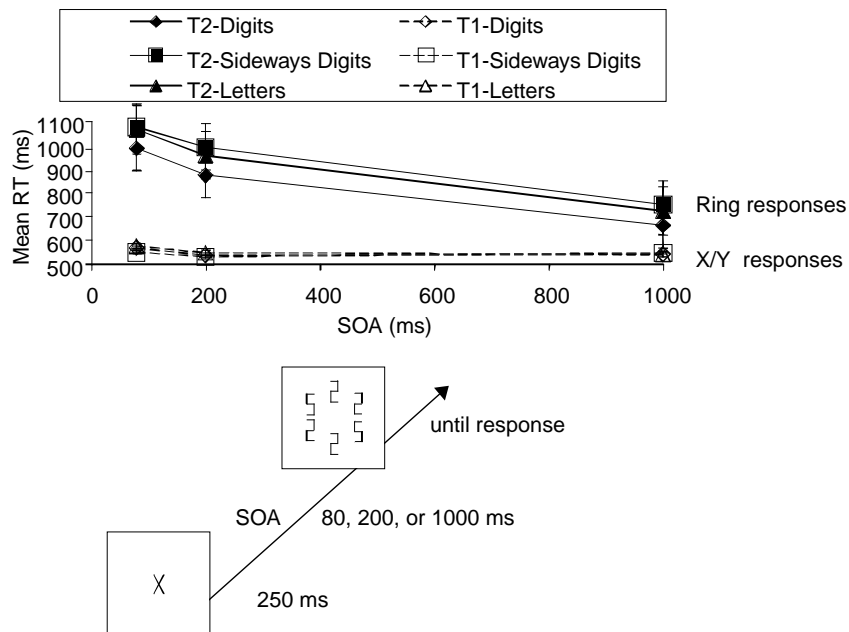 T2-Digits T1-Digits
T2-Sideways Digits T1-Sideways Digits
T2-Letters T1-Letters
Mean RT (ms)
1100
1000
900
800
700
600
500
Ring responses
X/Y responses
0 200 400 600 800 1000
SOA (ms)
until response
SOA 80, 200, or 1000 ms
X
250 ms